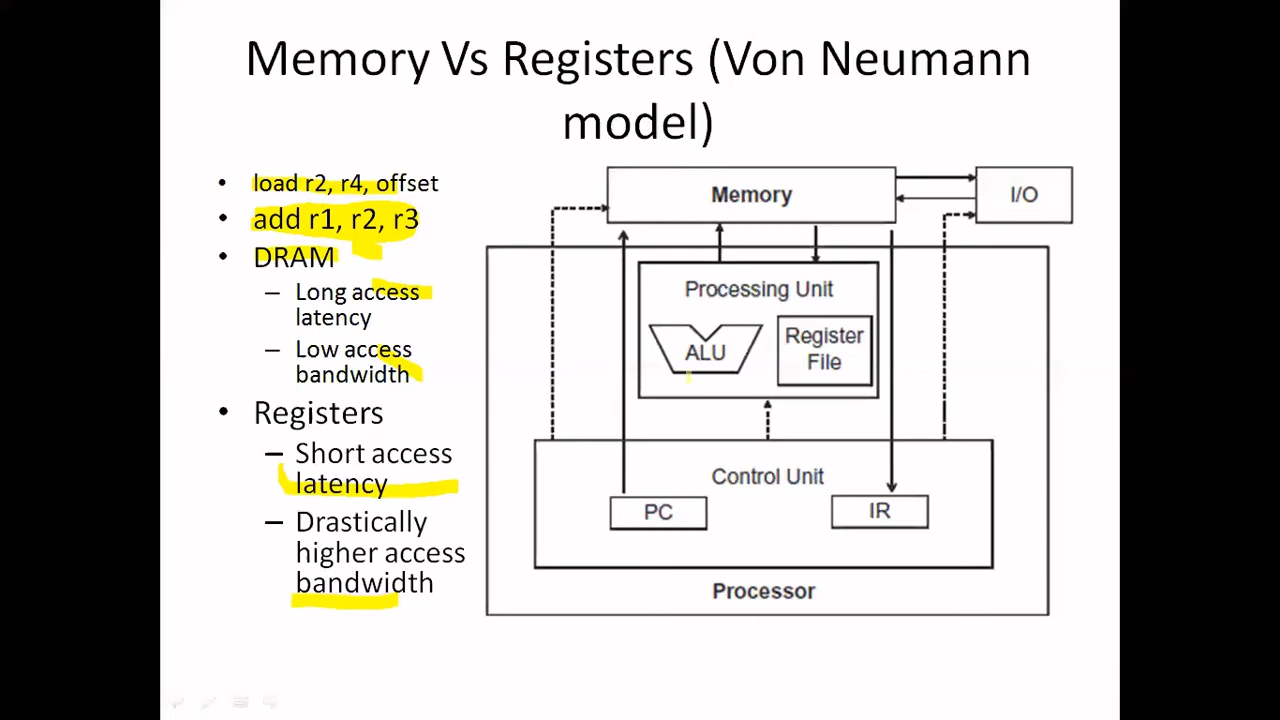 Memory Vs Registers (Von Neumann
model)
• load r2, r4, offset
• add r1, r2, r3
• DRAM
– Long access
latency
– Low access
bandwidth
• Registers
– Short access
latency
– Drastically
higher access
bandwidth
Memory
I/O
Processing Unit
ALU
Register
File
Control Unit
PC
IR
Processor